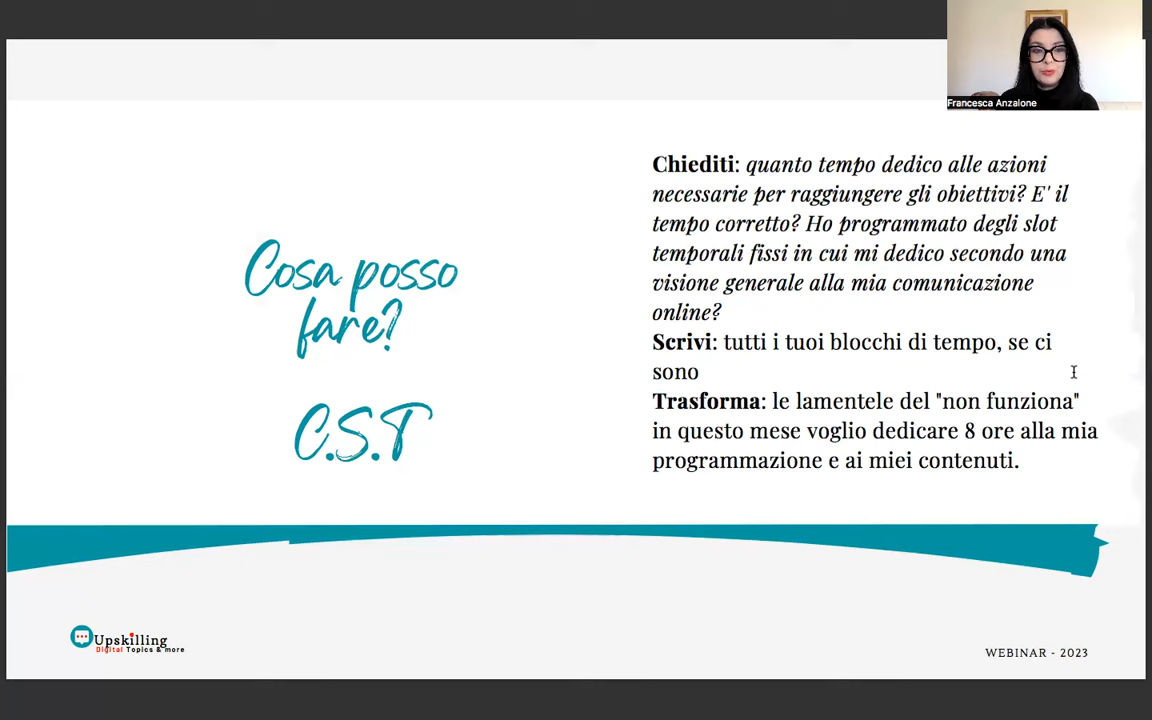 Francesca Anzalone
Cosa posso
fare?
C.S.T
Chiediti: quanto tempo dedico alle azioni
necessarie per raggiungere gli obiettivi? E' il
tempo corretto? Ho programmato degli slot
temporali fissi in cui mi dedico secondo una
visione generale alla mia comunicazione
online?
Scrivi: tutti i tuoi blocchi di tempo, se ci
sono
Trasforma: le lamentele del "non funziona"
in questo mese voglio dedicare 8 ore alla mia
programmazione e ai miei contenuti.
Upskilling
Digital Topics & more
WEBINAR - 2023